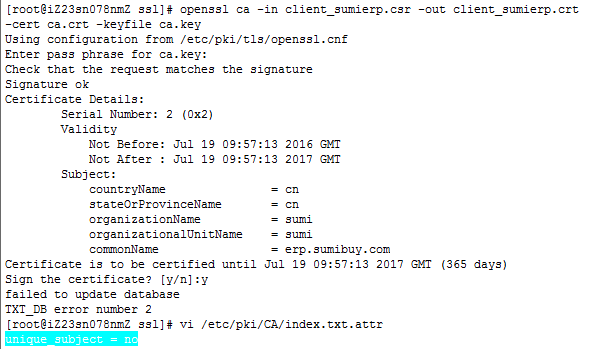 [root@iZ23sn078nmZ ssl]# openssl ca -in client_sumierp.csr -out client_sumierp.crt
-cert ca.crt -keyfile ca.key
Using configuration from /etc/pki/tls/openssl.cnf
Enter pass phrase for ca.key:
Check that the request matches the signature
Signature ok
Certificate Details:
        Serial Number: 2 (0x2)
        Validity
            Not Before: Jul 19 09:57:13 2016 GMT
            Not After : Jul 19 09:57:13 2017 GMT
        Subject:
            countryName               = cn
            stateOrProvinceName       = cn
            organizationName          = sumi
            organizationalUnitName    = sumi
            commonName                = erp.sumibuy.com
Certificate is to be certified until Jul 19 09:57:13 2017 GMT (365 days)
Sign the certificate? [y/n]:y
failed to update database
TXT_DB error number 2
[root@iZ23sn078nmZ ssl]# vi /etc/pki/CA/index.txt.attr
unique_subject = no